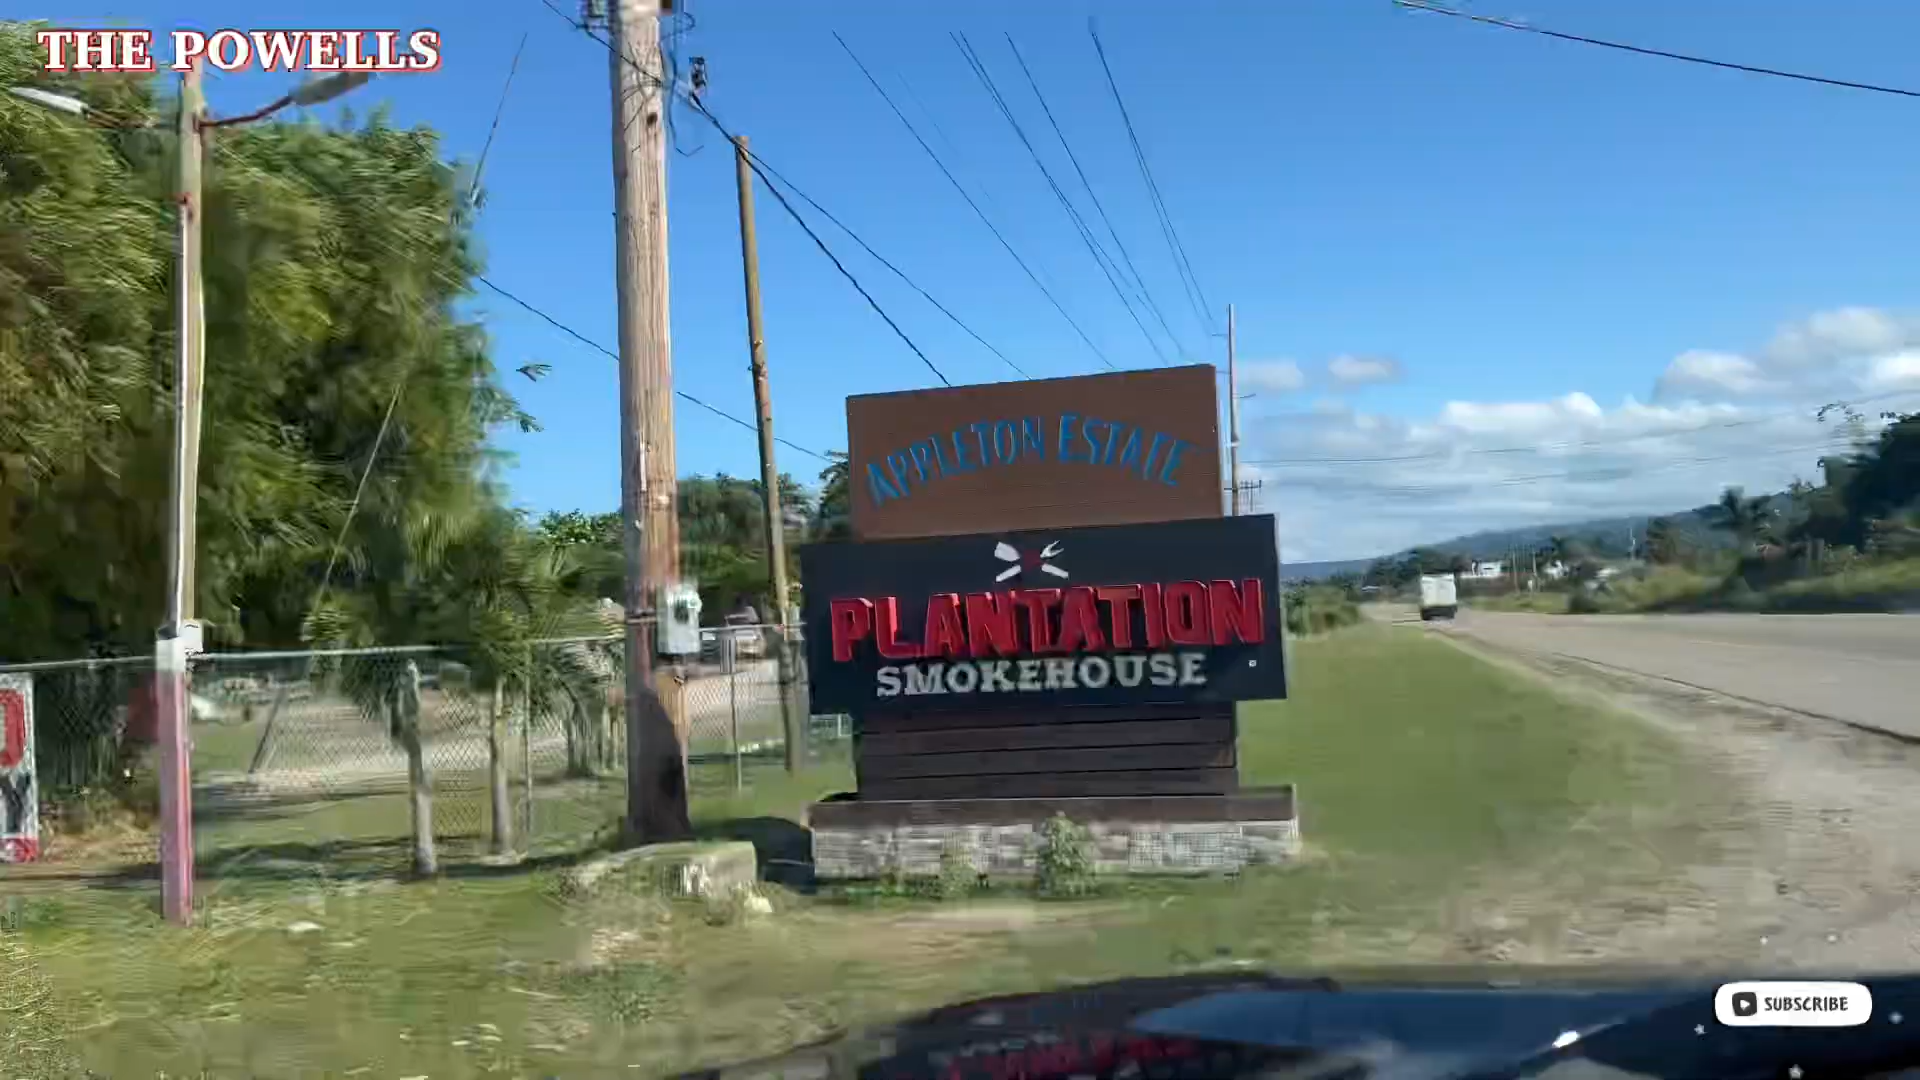 THE POWELLS
APPLETON ESTATE
PLANTATION
SMOKEHOUSE
SUBSCRIBE